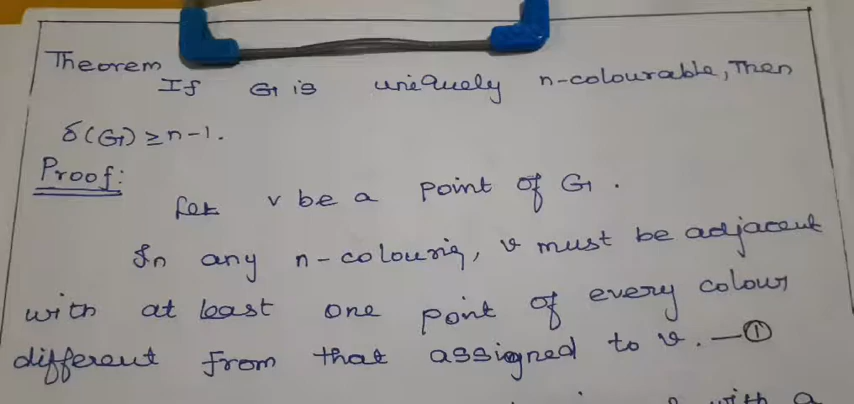 Theorem
If G is uniquely n-colourable, Then
δ(G) ≥ n-1.
Proof:
Let v be a point of G.
In any n-colouring, v must be adjacent
with at least one point of every colour
different from that assigned to v. — ①
with a